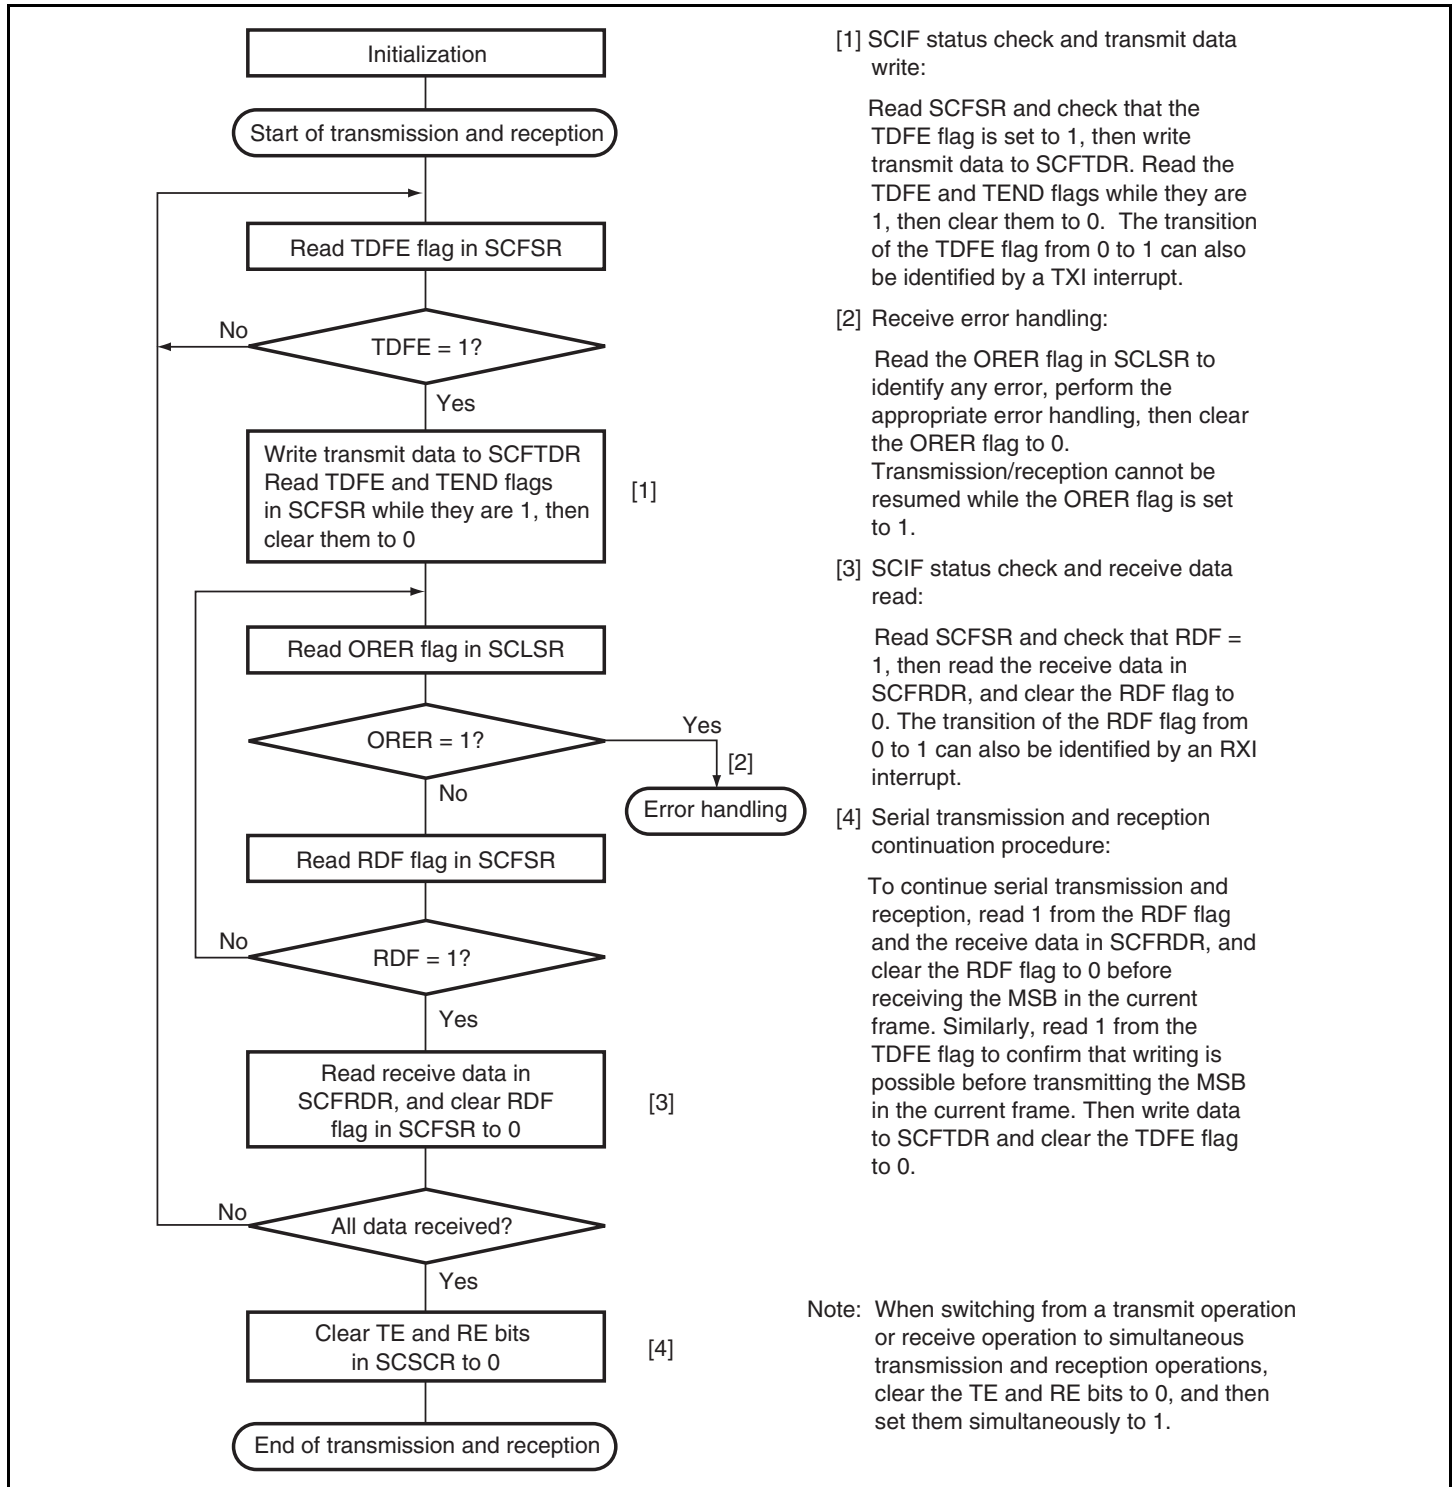 Initialization
Start of transmission and reception
Read TDFE flag in SCFSR
No
TDFE = 1?
Yes
Write transmit data to SCFTDR
Read TDFE and TEND flags
in SCFSR while they are 1, then
clear them to 0
[1]
Read ORER flag in SCLSR
ORER = 1?
Yes
[2]
No
Error handling
Read RDF flag in SCFSR
No
RDF = 1?
Yes
Read receive data in
SCFRDR, and clear RDF
flag in SCFSR to 0
[3]
No
All data received?
Yes
Clear TE and RE bits
in SCSCR to 0
[4]
End of transmission and reception
[1] SCIF status check and transmit data
write:
Read SCFSR and check that the
TDFE flag is set to 1, then write
transmit data to SCFTDR. Read the
TDFE and TEND flags while they are
1, then clear them to 0. The transition
of the TDFE flag from 0 to 1 can also
be identified by a TXI interrupt.
[2] Receive error handling:
Read the ORER flag in SCLSR to
identify any error, perform the
appropriate error handling, then clear
the ORER flag to 0.
Transmission/reception cannot be
resumed while the ORER flag is set
to 1.
[3] SCIF status check and receive data
read:
Read SCFSR and check that RDF =
1, then read the receive data in
SCFRDR, and clear the RDF flag to
0. The transition of the RDF flag from
0 to 1 can also be identified by an RXI
interrupt.
[4] Serial transmission and reception
continuation procedure:
To continue serial transmission and
reception, read 1 from the RDF flag
and the receive data in SCFRDR, and
clear the RDF flag to 0 before
receiving the MSB in the current
frame. Similarly, read 1 from the
TDFE flag to confirm that writing is
possible before transmitting the MSB
in the current frame. Then write data
to SCFTDR and clear the TDFE flag
to 0.
Note: When switching from a transmit operation
or receive operation to simultaneous
transmission and reception operations,
clear the TE and RE bits to 0, and then
set them simultaneously to 1.